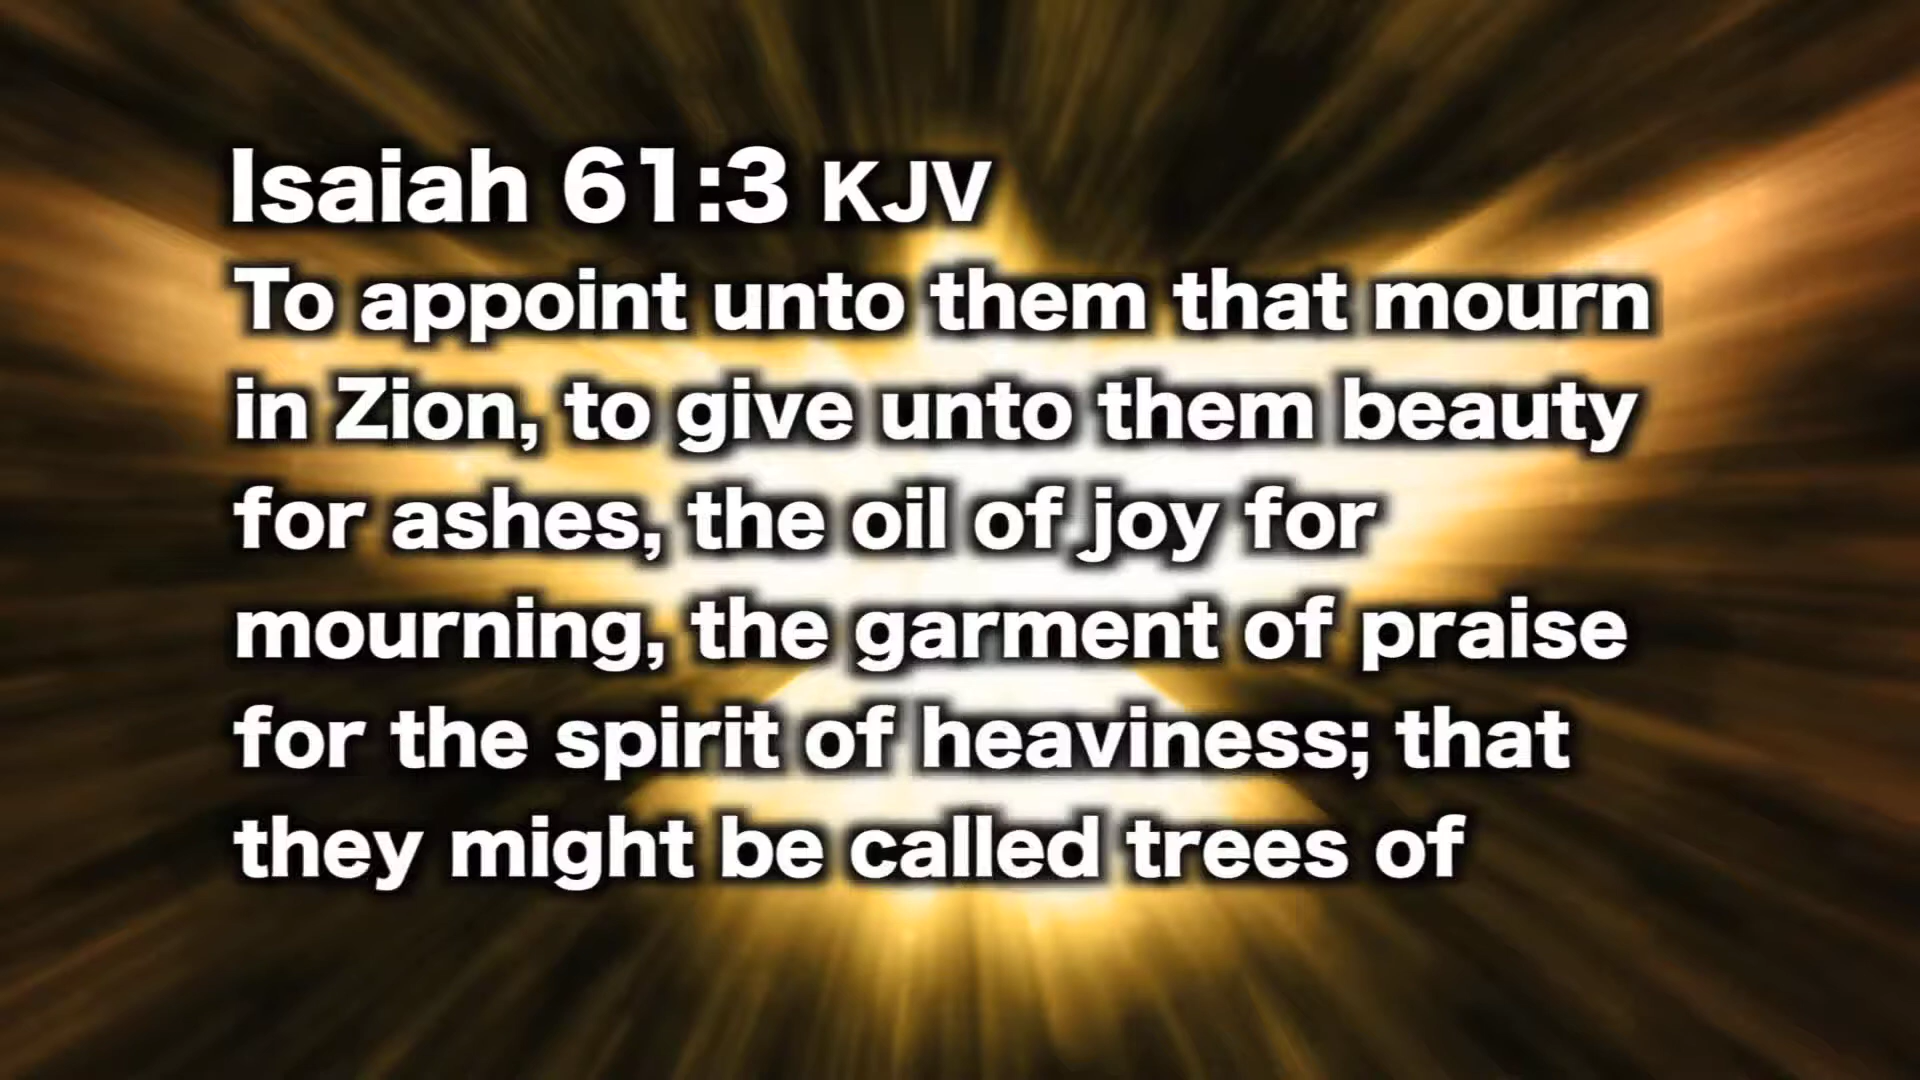 Isaiah 61:3 KJV
To appoint unto them that mourn
in Zion, to give unto them beauty
for ashes, the oil of joy for
mourning, the garment of praise
for the spirit of heaviness; that
they might be called trees of